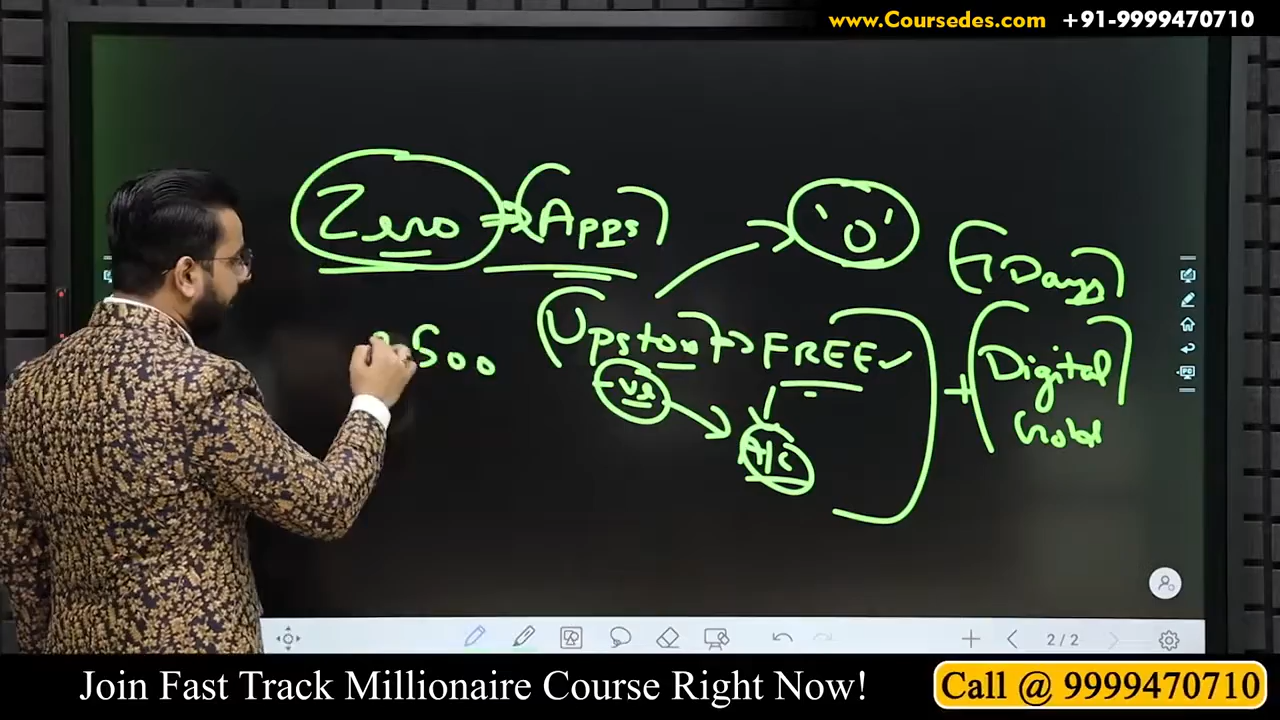 www.Coursedes.com +91-9999470710
Zero
Apps
'0'
7 Days
Upstox
FREE
Digital
Gold
500
A/C
2/2
Join Fast Track Millionaire Course Right Now!
Call @ 9999470710